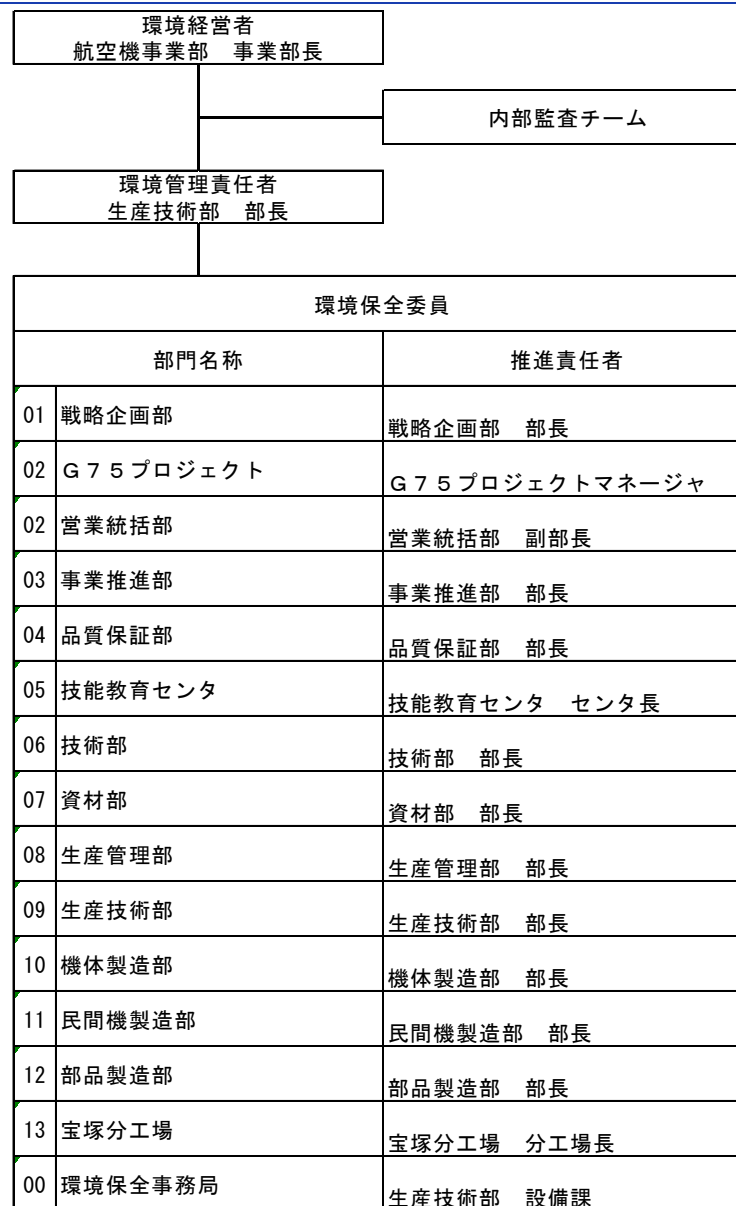 環境経営者
航空機事業部　事業部長
内部監査チーム
環境管理責任者
生産技術部　部長
環境保全委員
部門名称 推進責任者
01 戦略企画部 戦略企画部　部長
02 Ｇ７５プロジェクト Ｇ７５プロジェクトマネージャ
02 営業統括部 営業統括部　副部長
03 事業推進部 事業推進部　部長
04 品質保証部 品質保証部　部長
05 技能教育センタ 技能教育センタ　センタ長
06 技術部 技術部　部長
07 資材部 資材部　部長
08 生産管理部 生産管理部　部長
09 生産技術部 生産技術部　部長
10 機体製造部 機体製造部　部長
11 民間機製造部 民間機製造部　部長
12 部品製造部 部品製造部　部長
13 宝塚分工場 宝塚分工場　分工場長
00 環境保全事務局 生産技術部　設備課